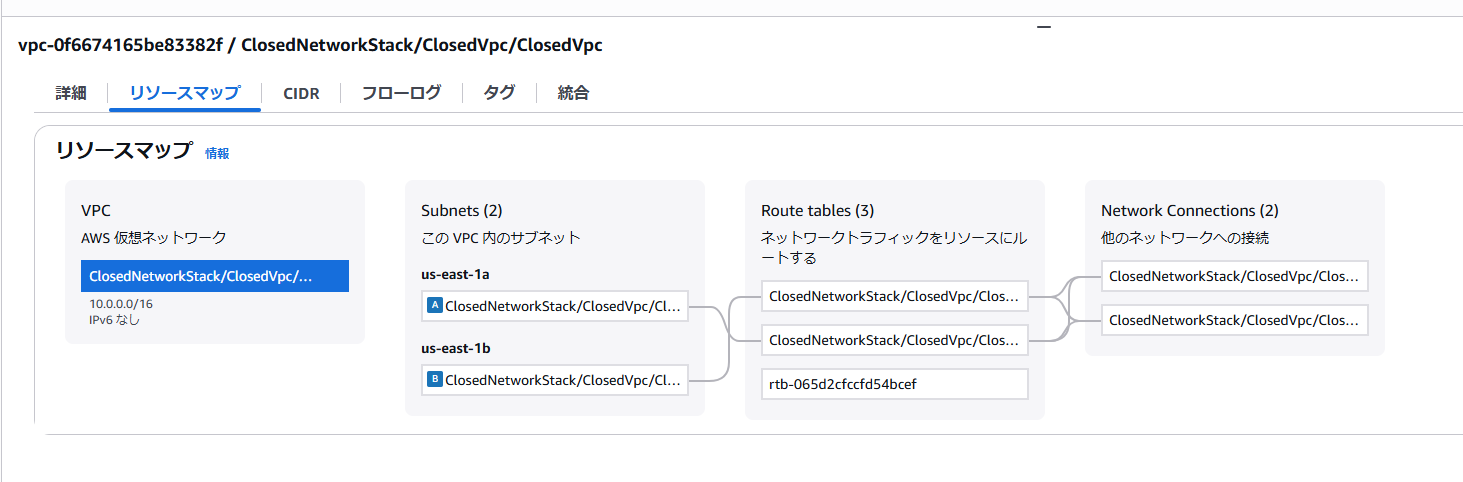 vpc-0f6674165be83382f / ClosedNetworkStack/ClosedVpc/ClosedVpc
詳細
リソースマップ
CIDR
フローログ
タグ
統合
リソースマップ 情報
VPC
AWS 仮想ネットワーク
ClosedNetworkStack/ClosedVpc/...
10.0.0.0/16
IPv6 なし
Subnets (2)
この VPC 内のサブネット
us-east-1a
A ClosedNetworkStack/ClosedVpc/Cl...
us-east-1b
B ClosedNetworkStack/ClosedVpc/Cl...
Route tables (3)
ネットワークトラフィックをリソースにル
ートする
ClosedNetworkStack/ClosedVpc/Clos...
ClosedNetworkStack/ClosedVpc/Clos...
rtb-065d2cfccfd54bcef
Network Connections (2)
他のネットワークへの接続
ClosedNetworkStack/ClosedVpc/Clos...
ClosedNetworkStack/ClosedVpc/Clos...